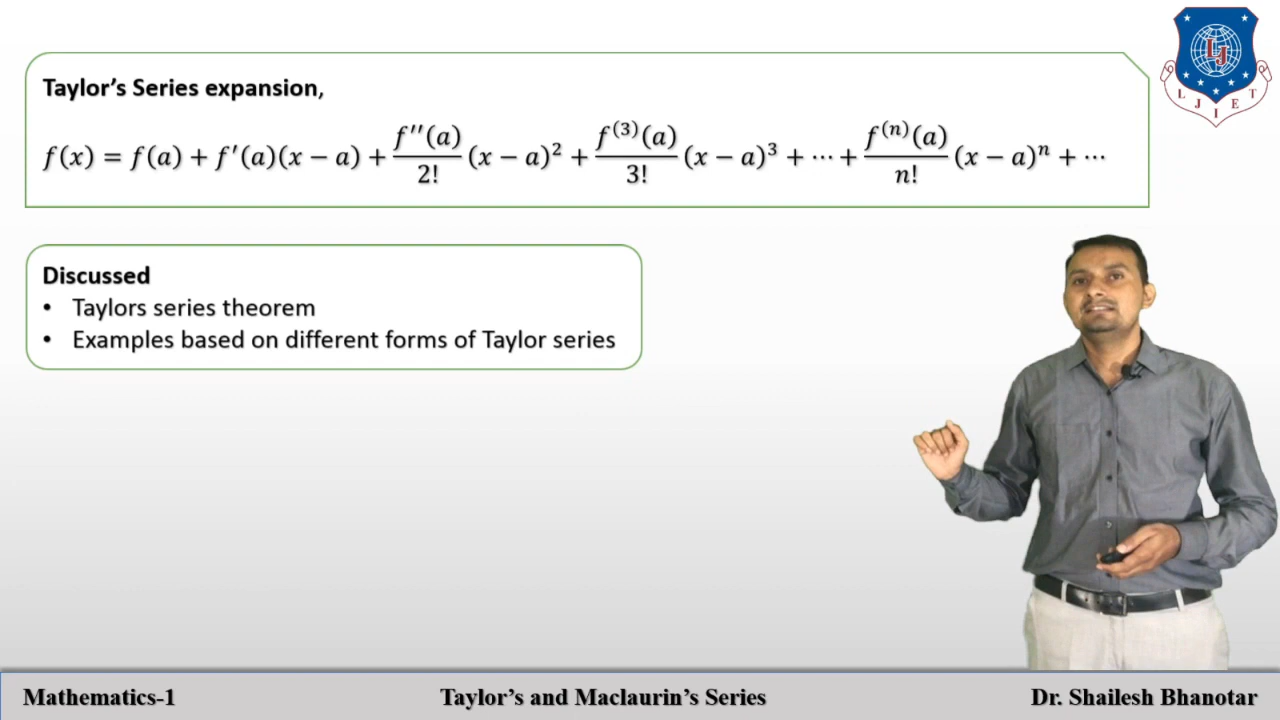 Taylor’s Series expansion,
f(x) = f(a) + f′(a)(x − a) + f′′(a)/2! (x − a)² + f⁽³⁾(a)/3! (x − a)³ + ⋯ + f⁽ⁿ⁾(a)/n! (x − a)ⁿ + ⋯
LJ
L J I E T
Discussed
• Taylors series theorem
• Examples based on different forms of Taylor series
Mathematics-1 Taylor’s and Maclaurin’s Series Dr. Shailesh Bhanotar